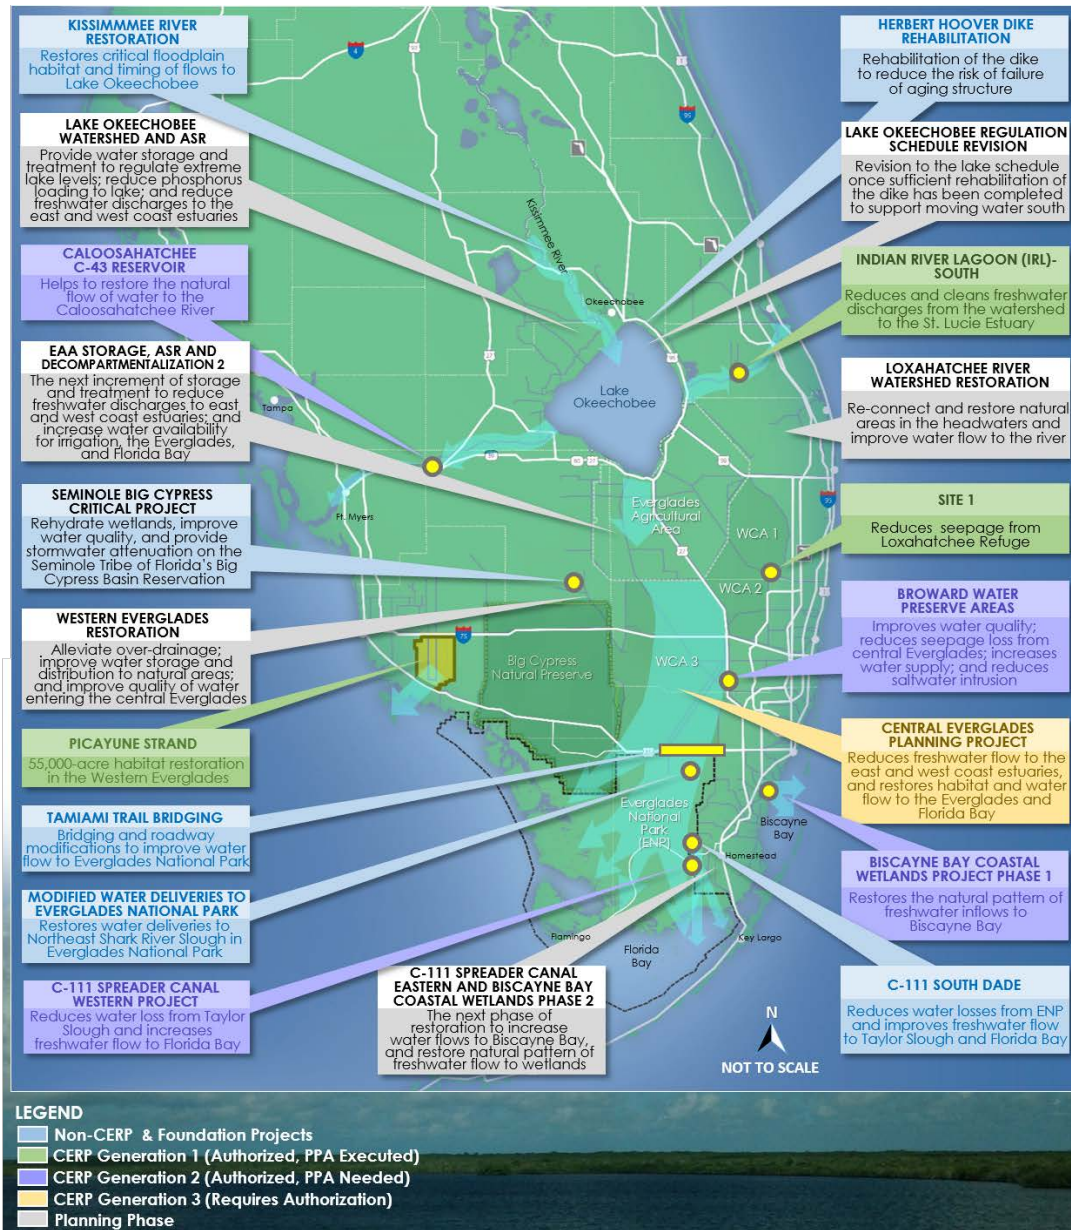 KISSIMMMEE RIVER
RESTORATION
Restores critical floodplain
habitat and timing of flows to
Lake Okeechobee
LAKE OKEECHOBEE
WATERSHED AND ASR
Provide water storage and
treatment to regulate extreme
lake levels; reduce phosphorus
loading to lake; and reduce
freshwater discharges to the
east and west coast estuaries
CALOOSAHATCHEE
C-43 RESERVOIR
Helps to restore the natural
flow of water to the
Caloosahatchee River
EAA STORAGE, ASR AND
DECOMPARTMENTALIZATION 2
The next increment of storage
and treatment to reduce
freshwater discharges to east
and west coast estuaries; and
increase water availability
for irrigation, the Everglades,
and Florida Bay
SEMINOLE BIG CYPRESS
CRITICAL PROJECT
Rehydrate wetlands, improve
water quality, and provide
stormwater attenuation on the
Seminole Tribe of Florida's Big
Cypress Basin Reservation
WESTERN EVERGLADES
RESTORATION
Alleviate over-drainage;
improve water storage and
distribution to natural areas;
and improve quality of water
entering the central Everglades
PICAYUNE STRAND
55,000-acre habitat restoration
in the Western Everglades
TAMIAMI TRAIL BRIDGING
Bridging and roadway
modifications to improve water
flow to Everglades National Park
MODIFIED WATER DELIVERIES TO
EVERGLADES NATIONAL PARK
Restores water deliveries to
Northeast Shark River Slough in
Everglades National Park
C-111 SPREADER CANAL
WESTERN PROJECT
Reduces water loss from Taylor
Slough and increases
freshwater flow to Florida Bay
C-111 SPREADER CANAL
EASTERN AND BISCAYNE BAY
COASTAL WETLANDS PHASE 2
The next phase of
restoration to increase
water flows to Biscayne Bay,
and restore natural pattern of
freshwater flow to wetlands
HERBERT HOOVER DIKE
REHABILITATION
Rehabilitation of the dike
to reduce the risk of failure
of aging structure
LAKE OKEECHOBEE REGULATION
SCHEDULE REVISION
Revision to the lake schedule
once sufficient rehabilitation of
the dike has been completed
to support moving water south
INDIAN RIVER LAGOON (IRL)-
SOUTH
Reduces and cleans freshwater
discharges from the watershed
to the St. Lucie Estuary
LOXAHATCHEE RIVER
WATERSHED RESTORATION
Re-connect and restore natural
areas in the headwaters and
improve water flow to the river
SITE 1
Reduces seepage from
Loxahatchee Refuge
BROWARD WATER
PRESERVE AREAS
Improves water quality;
reduces seepage loss from
central Everglades; increases
water supply; and reduces
saltwater intrusion
CENTRAL EVERGLADES
PLANNING PROJECT
Reduces freshwater flow to the
east and west coast estuaries,
and restores habitat and water
flow to the Everglades and
Florida Bay
BISCAYNE BAY COASTAL
WETLANDS PROJECT PHASE 1
Restores the natural pattern of
freshwater inflows to
Biscayne Bay
C-111 SOUTH DADE
Reduces water losses from ENP
and improves freshwater flow
to Taylor Slough and Florida Bay
4
95
Kissimmee River
Okeechobee
27
Lake
Okeechobee
Tampa
Ft. Myers
Everglades
Agricultural
Area
27
WCA 1
WCA 2
95
75
WCA 3
Big Cypress
Natural Preserve
Everglades
National
Park
(ENP)
Biscayne
Bay
Homestead
Flamingo
Florida
Bay
Key Largo
N
NOT TO SCALE
LEGEND
Non-CERP & Foundation Projects
CERP Generation 1 (Authorized, PPA Executed)
CERP Generation 2 (Authorized, PPA Needed)
CERP Generation 3 (Requires Authorization)
Planning Phase